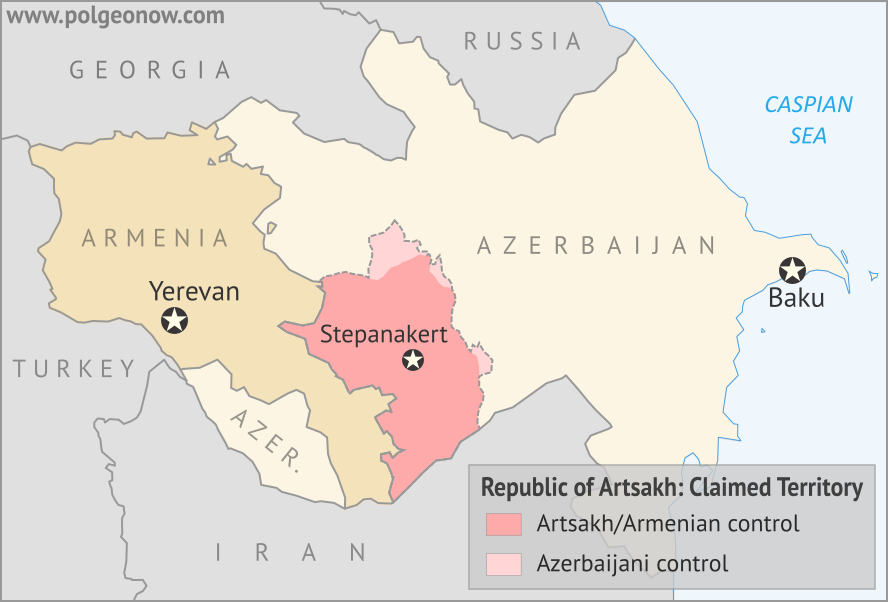 www.polgeonow.com
RUSSIA
GEORGIA
CASPIAN
SEA
ARMENIA
AZERBAIJAN
Yerevan
Baku
Stepanakert
TURKEY
AZER.
Republic of Artsakh: Claimed Territory
Artsakh/Armenian control
IRAN
Azerbaijani control